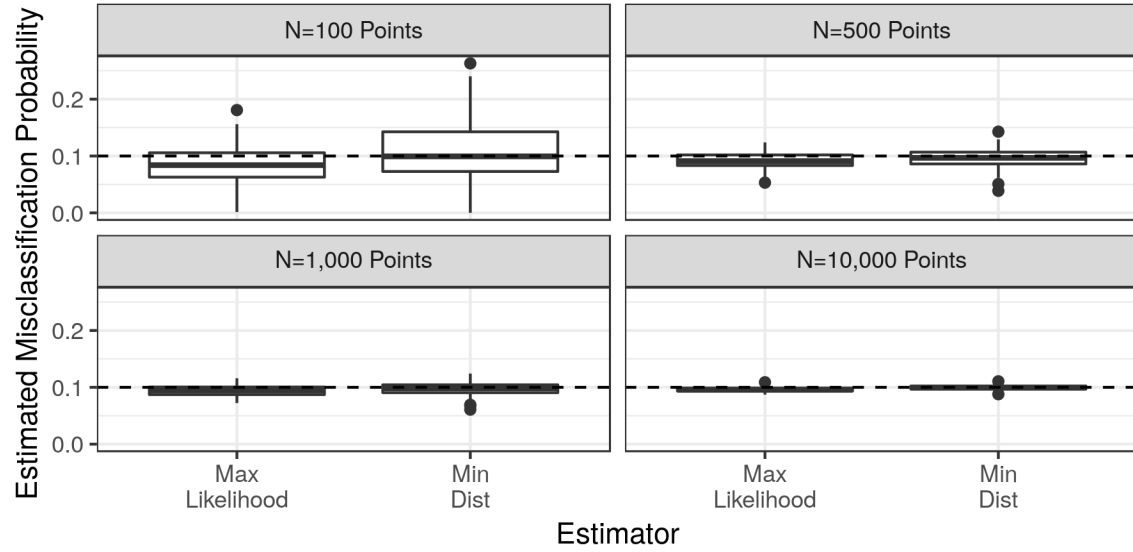 Estimated Misclassification Probability
N=100 Points
N=500 Points
0.2
0.1
0.0
N=1,000 Points
N=10,000 Points
0.2
0.1
0.0
Max
Likelihood
Min
Dist
Max
Likelihood
Min
Dist
Estimator